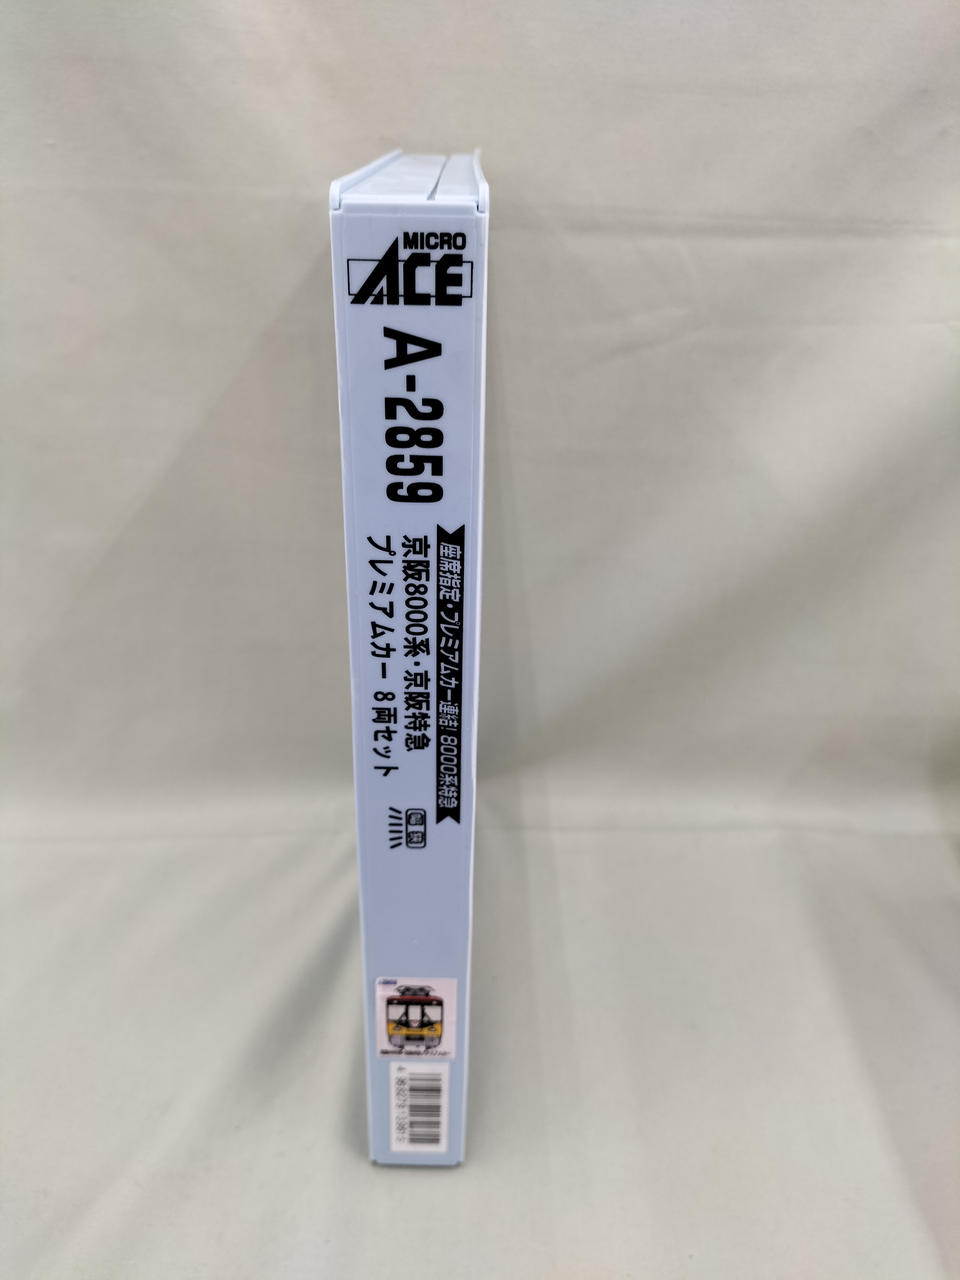 MICRO
ACE
A-2859
座席指定・プレミアムカー連結! 8000系特急
京阪8000系・京阪特急
プレミアムカー 8両セット